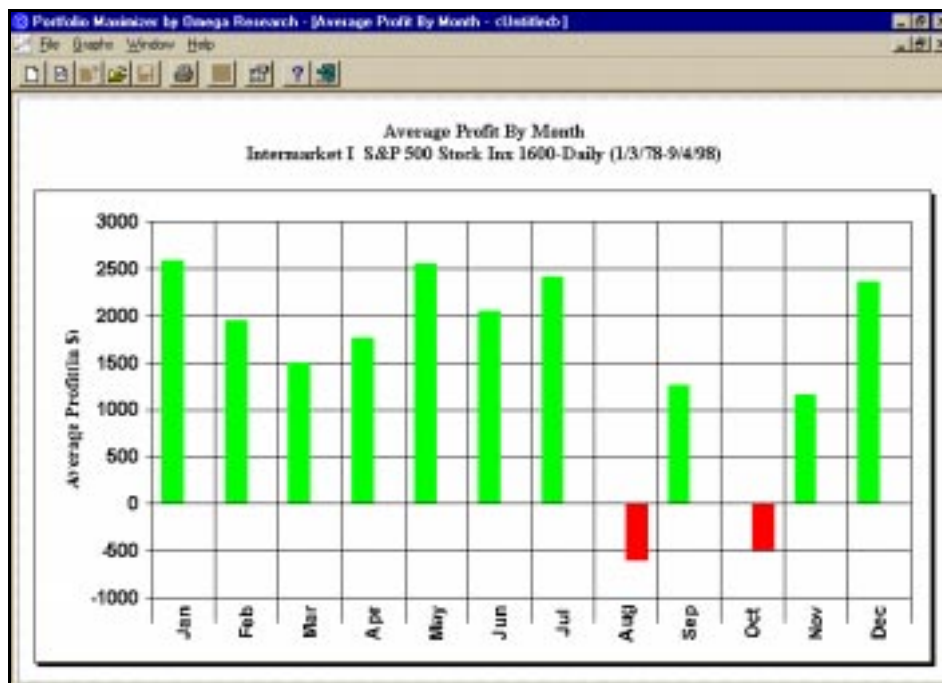 Portfolio Maximizer by Omega Research - [Average Profit By Month - <Untitled>]
File Graphs Window Help
Average Profit By Month
Intermarket I S&P 500 Stock Inx 1600-Daily (1/3/78-9/4/98)
Average Profit(in $)
3000
2500
2000
1500
1000
500
0
-500
-1000
Jan Feb Mar Apr May Jun Jul Aug Sep Oct Nov Dec